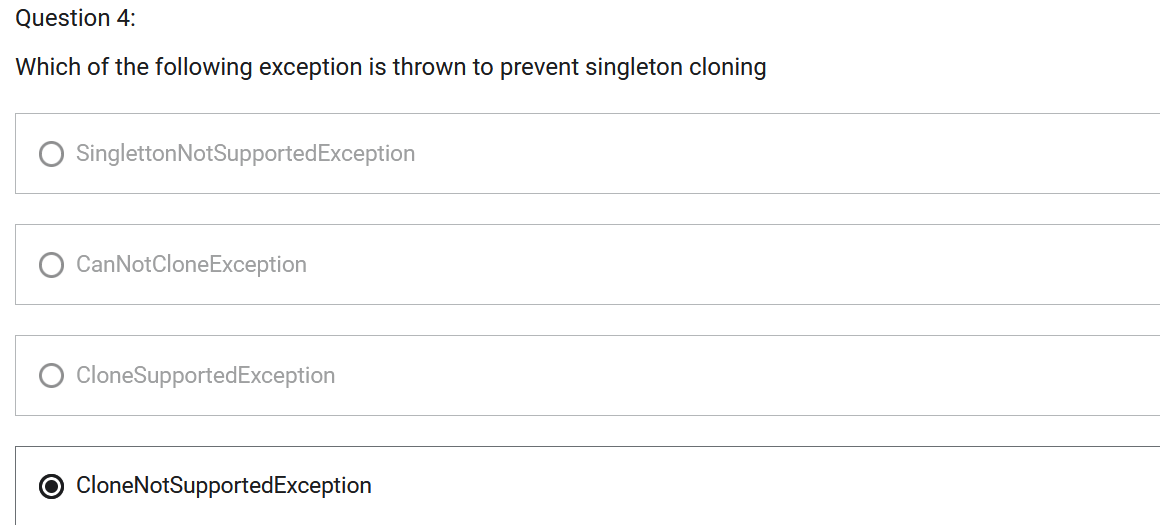 Question 4:
Which of the following exception is thrown to prevent singleton cloning
SinglettonNotSupportedException
CanNotCloneException
CloneSupportedException
CloneNotSupportedException